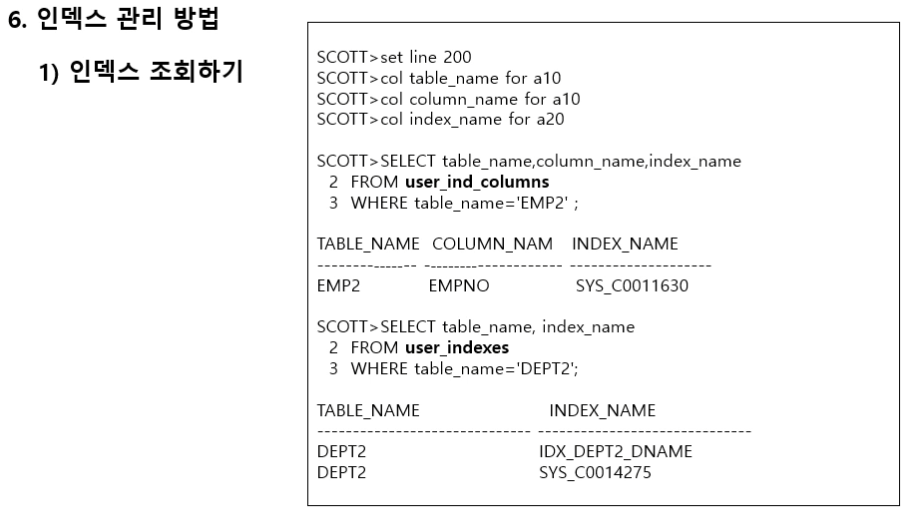 6. 인덱스 관리 방법
1) 인덱스 조회하기
SCOTT>set line 200
SCOTT>col table_name for a10
SCOTT>col column_name for a10
SCOTT>col index_name for a20
SCOTT>SELECT table_name,column_name,index_name
2 FROM user_ind_columns
3 WHERE table_name='EMP2' ;
TABLE_NAME COLUMN_NAM INDEX_NAME
--------------- -------------------- --------------------
EMP2 EMPNO SYS_C0011630
SCOTT>SELECT table_name, index_name
2 FROM user_indexes
3 WHERE table_name='DEPT2';
TABLE_NAME INDEX_NAME
------------------------------ ------------------------------
DEPT2 IDX_DEPT2_DNAME
DEPT2 SYS_C0014275